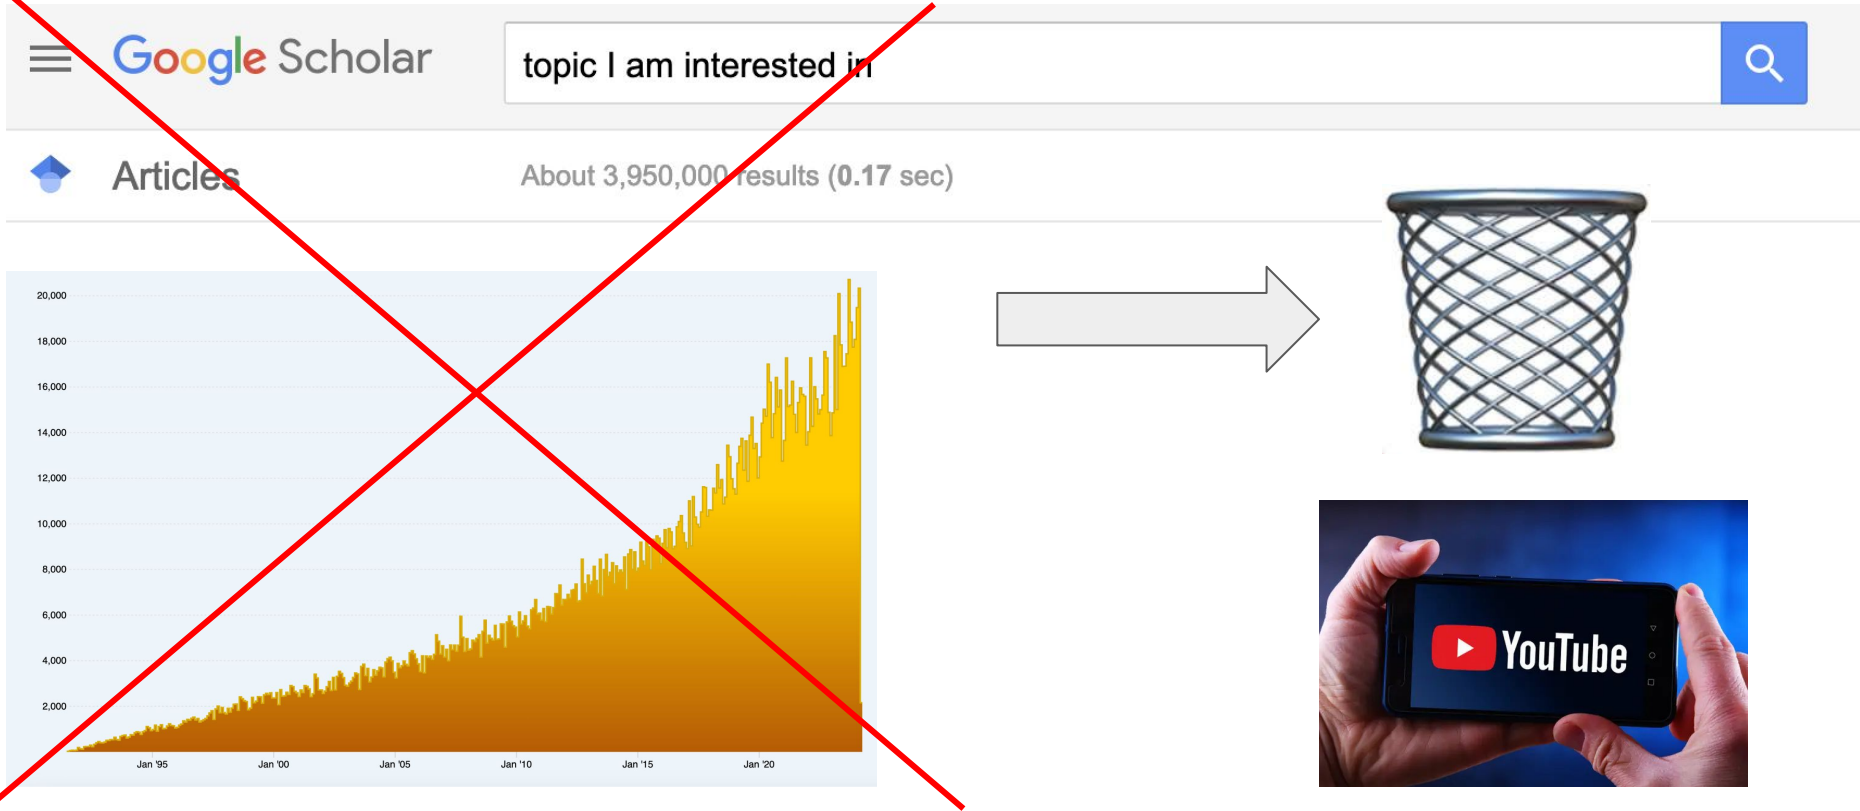 Google Scholar
topic I am interested in
Articles
About 3,950,000 results (0.17 sec)
20,000
18,000
16,000
14,000
12,000
10,000
8,000
6,000
4,000
2,000
Jan '95
Jan '00
Jan '05
Jan '10
Jan '15
Jan '20
YouTube